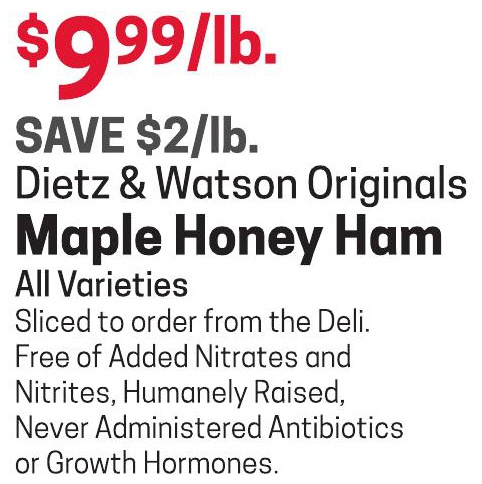 $9.99/lb.
SAVE $2/lb.
Dietz & Watson Originals
Maple Honey Ham
All Varieties
Sliced to order from the Deli.
Free of Added Nitrates and
Nitrites, Humanely Raised,
Never Administered Antibiotics
or Growth Hormones.